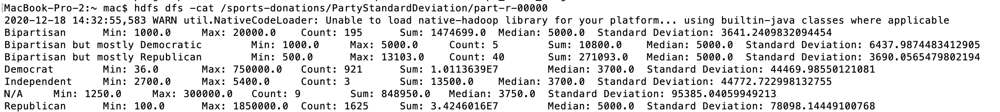 MacBook-Pro-2:~ mac$ hdfs dfs -cat /sports-donations/PartyStandardDeviation/part-r-00000
2020-12-18 14:32:55,583 WARN util.NativeCodeLoader: Unable to load native-hadoop library for your platform... using builtin-java classes where applicable
Bipartisan Min: 1000.0 Max: 20000.0 Count: 195 Sum: 1474699.0 Median: 5000.0 Standard Deviation: 3641.2409832094454
Bipartisan but mostly Democratic Min: 1000.0 Max: 5000.0 Count: 5 Sum: 10800.0 Median: 5000.0 Standard Deviation: 6437.9874483412905
Bipartisan but mostly Republican Min: 500.0 Max: 13103.0 Count: 40 Sum: 271093.0 Median: 5000.0 Standard Deviation: 3690.0565479802194
Democrat Min: 36.0 Max: 750000.0 Count: 921 Sum: 1.0113639E7 Median: 3700.0 Standard Deviation: 44469.98550121081
Independent Min: 2700.0 Max: 5400.0 Count: 3 Sum: 13500.0 Median: 3700.0 Standard Deviation: 44772.722998132755
N/A Min: 1250.0 Max: 300000.0 Count: 9 Sum: 848950.0 Median: 3750.0 Standard Deviation: 95385.04059949213
Republican Min: 100.0 Max: 1850000.0 Count: 1625 Sum: 3.4246016E7 Median: 5000.0 Standard Deviation: 78098.14449100768